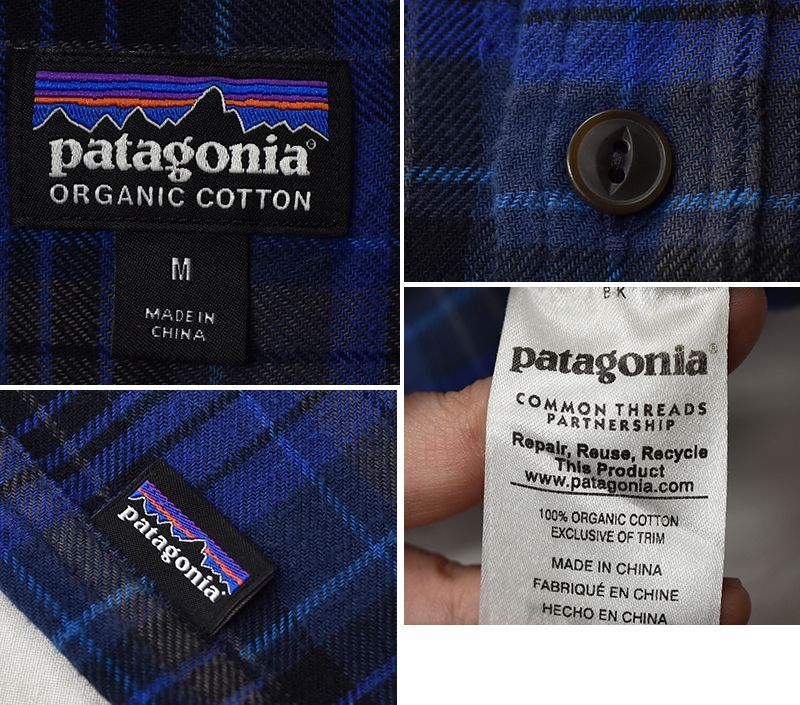 patagonia®
ORGANIC COTTON
M
MADE IN
CHINA
BK
patagonia®
COMMON THREADS
PARTNERSHIP
Repair, Reuse, Recycle
This Product
www.patagonia.com
100% ORGANIC COTTON
EXCLUSIVE OF TRIM
MADE IN CHINA
FABRIQUÉ EN CHINE
HECHO EN CHINA
patagonia®